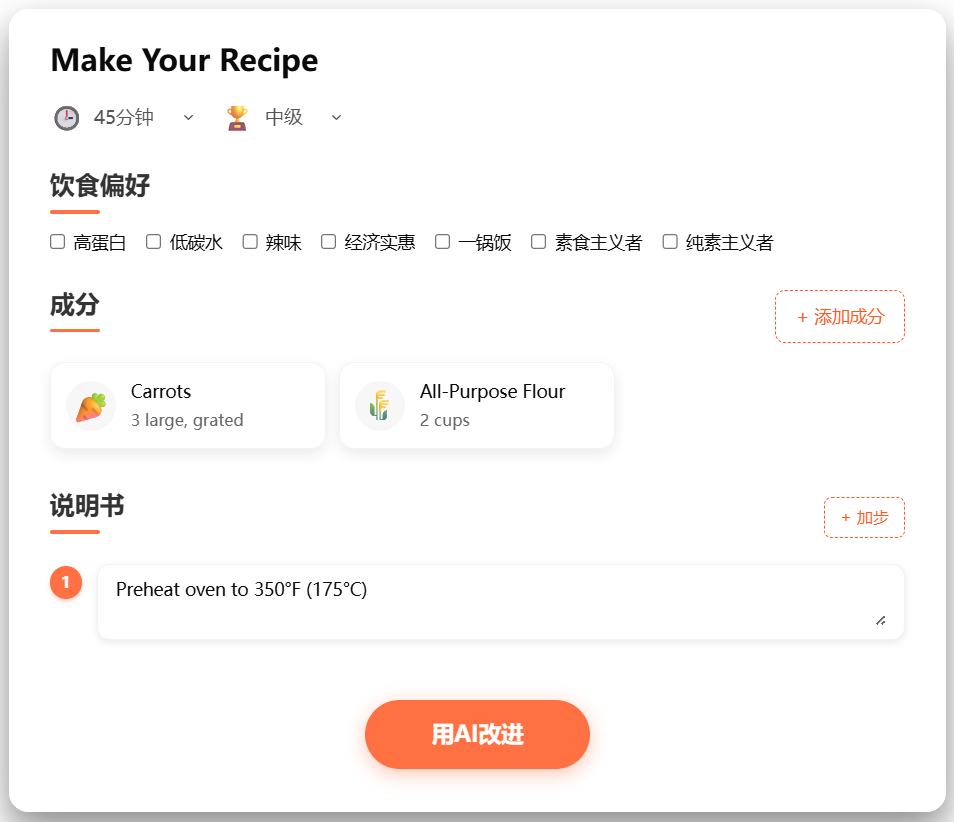 Make Your Recipe
45分钟 中级
饮食偏好
高蛋白 低碳水 辣味 经济实惠 一锅饭 素食主义者 纯素主义者
成分
+ 添加成分
Carrots
3 large, grated
All-Purpose Flour
2 cups
说明书
+ 加步
1
Preheat oven to 350°F (175°C)
用AI改进